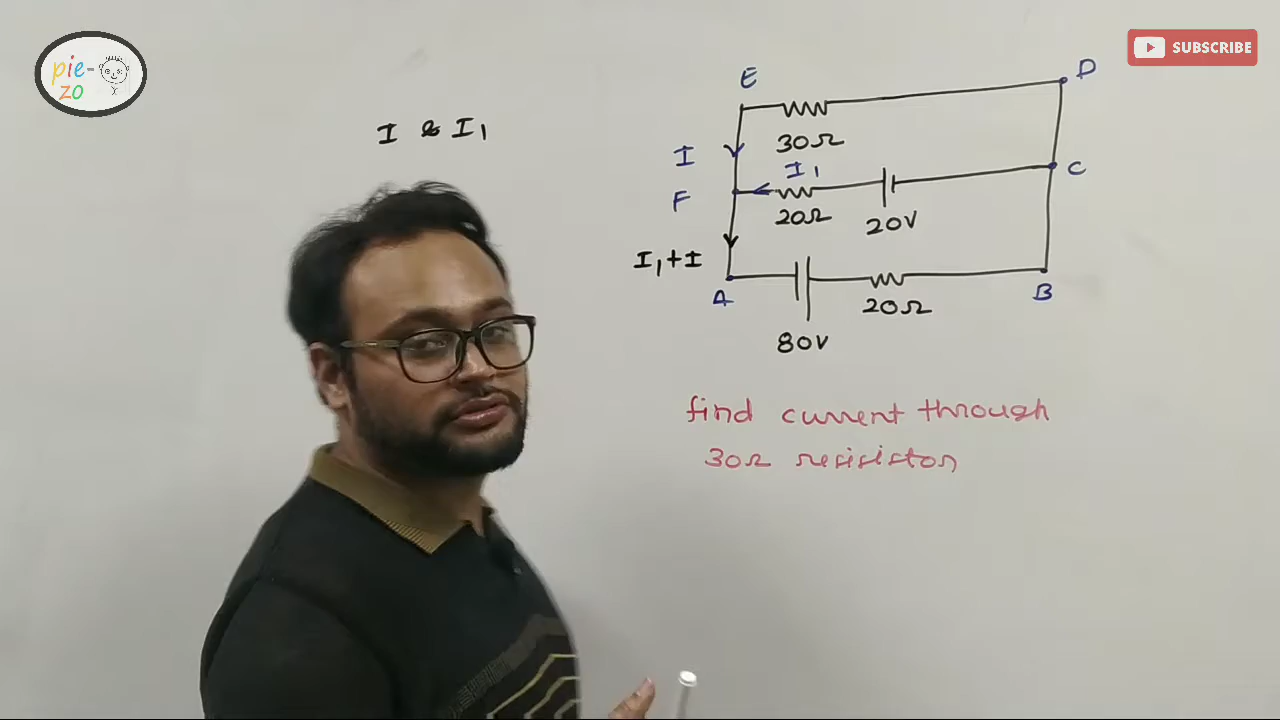 pie-
zo
SUBSCRIBE
I & I₁
E
D
30Ω
I
I₁
C
F
20Ω
20V
I₁+I
A
B
20Ω
80V
find current through
30Ω resisistor